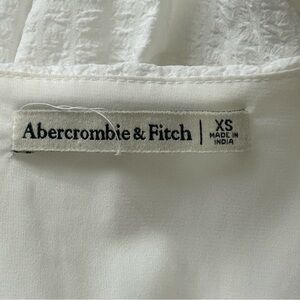 Abercrombie & Fitch | XS
MADE IN
INDIA